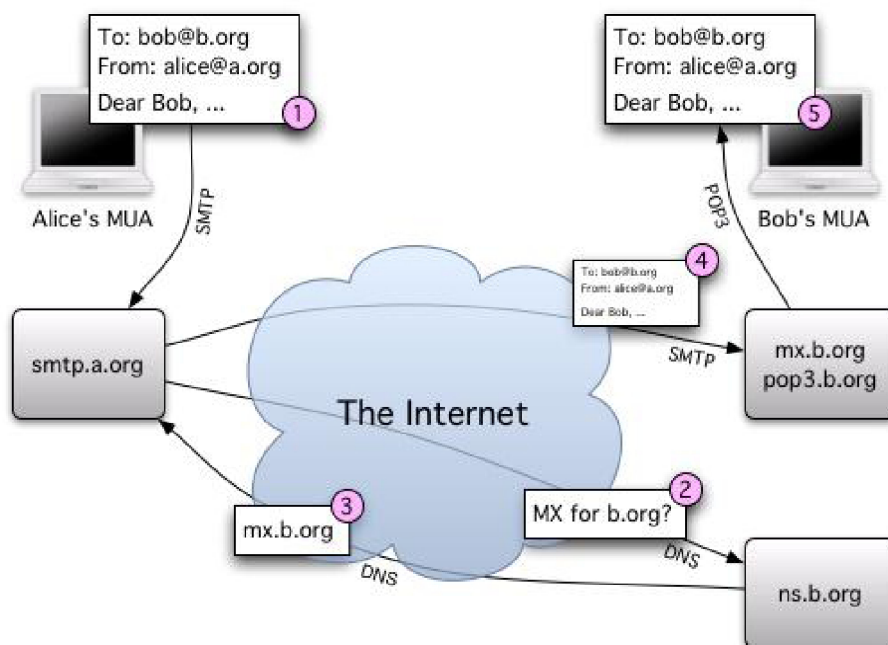 To: bob@b.org
From: alice@a.org
Dear Bob, ...
1
Alice's MUA
SMTP
To: bob@b.org
From: alice@a.org
Dear Bob, ...
5
Bob's MUA
POP3
To: bob@b.org
From: alice@a.org
Dear Bob, ...
4
SMTP
smtp.a.org
mx.b.org
pop3.b.org
The Internet
MX for b.org?
2
DNS
mx.b.org
3
DNS
ns.b.org